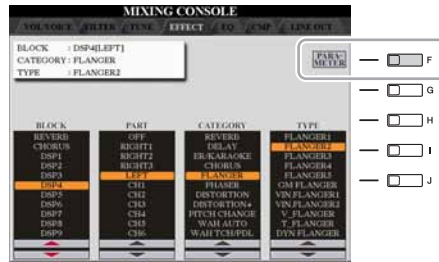 MIXING CONSOLE
VOL/VOICE FILTER TUNE EFFECT EQ CMP LINE OUT
BLOCK : DSP4[LEFT]
CATEGORY : FLANGER
TYPE : FLANGER2
PARA-
METER
F
G
H
I
J
BLOCK PART CATEGORY TYPE
REVERB OFF REVERB FLANGER1
CHORUS RIGHT1 DELAY FLANGER2
DSP1 RIGHT2 ER/KARAOKE FLANGER3
DSP2 RIGHT3 CHORUS FLANGER4
DSP3 LEFT FLANGER FLANGER5
DSP4 CH1 PHASER GM FLANGER
DSP5 CH2 DISTORTION VIN.FLANGER1
DSP6 CH3 DISTORTION+ VIN.FLANGER2
DSP7 CH4 PITCH CHANGE V_FLANGER
DSP8 CH5 WAH AUTO T_FLANGER
DSP9 CH6 WAH TCH/PDL DYN FLANGER